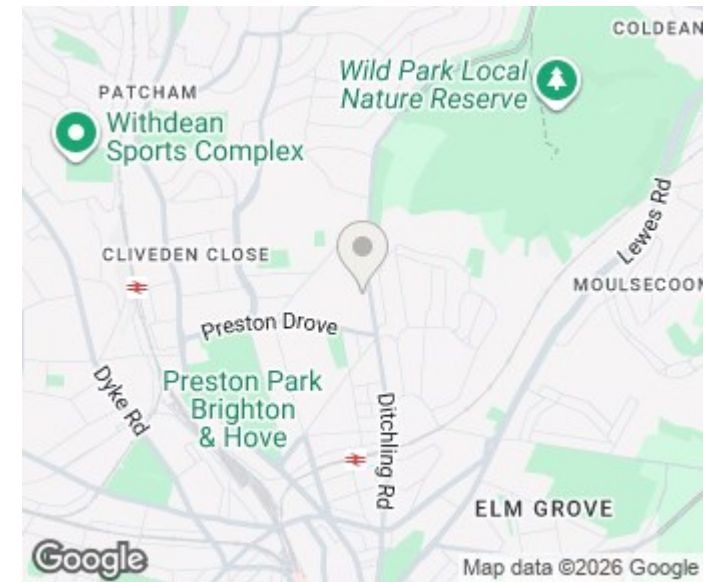 COLDEAN
Wild Park Local
Nature Reserve
PATCHAM
Withdean
Sports Complex
Lewes Rd
CLIVEDEN CLOSE
MOULSECOOM
Preston Drove
Preston Park
Brighton
& Hove
Dyke Rd
Ditchling Rd
ELM GROVE
Google
Map data ©2026 Google